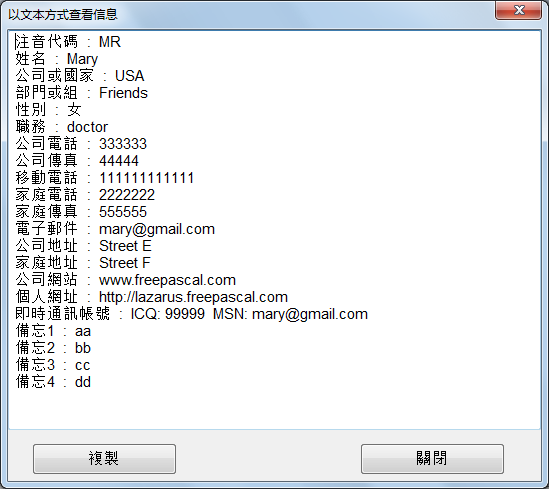 以文本方式查看信息
注音代碼 : MR
姓名 : Mary
公司或國家 : USA
部門或組 : Friends
性別 : 女
職務 : doctor
公司電話 : 333333
公司傳真 : 44444
移動電話 : 111111111111
家庭電話 : 2222222
家庭傳真 : 555555
電子郵件 : mary@gmail.com
公司地址 : Street E
家庭地址 : Street F
公司網站 : www.freepascal.com
個人網址 : http://lazarus.freepascal.com
即時通訊帳號 : ICQ: 99999 MSN: mary@gmail.com
備忘1 : aa
備忘2 : bb
備忘3 : cc
備忘4 : dd
複製 關閉